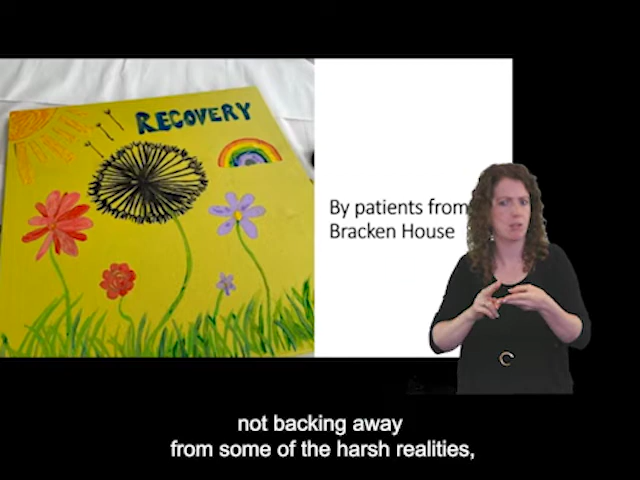 RECOVERY
By patients from
Bracken House
not backing away
from some of the harsh realities,